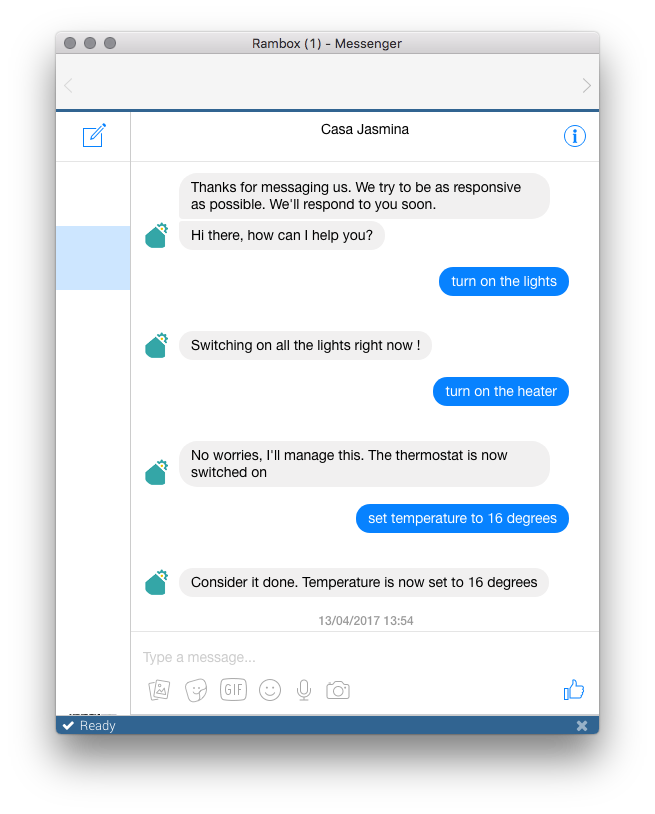 Rambox (1) - Messenger
Casa Jasmina
Thanks for messaging us. We try to be as responsive
as possible. We'll respond to you soon.
Hi there, how can I help you?
turn on the lights
Switching on all the lights right now !
turn on the heater
No worries, I'll manage this. The thermostat is now
switched on
set temperature to 16 degrees
Consider it done. Temperature is now set to 16 degrees
13/04/2017 13:54
Type a message...
GIF
Ready